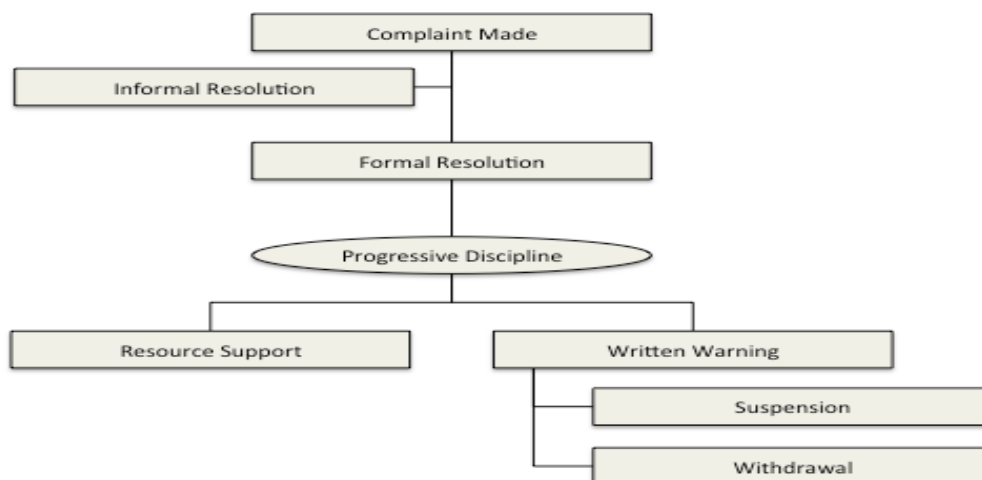 Complaint Made
Informal Resolution
Formal Resolution
Progressive Discipline
Resource Support
Written Warning
Suspension
Withdrawal